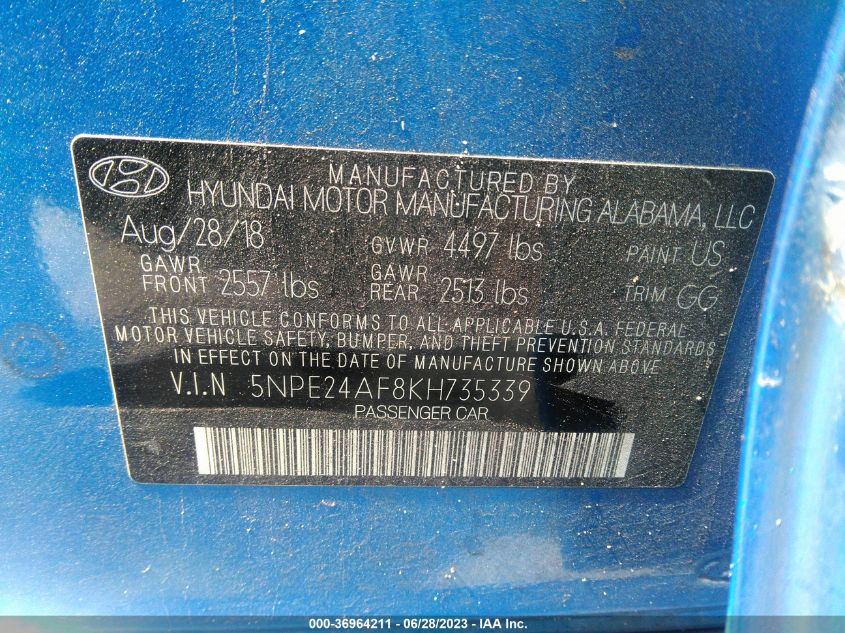 MANUFACTURED BY
HYUNDAI MOTOR MANUFACTURING ALABAMA, LLC
Aug/28/18 GVWR 4497 lbs PAINT US
GAWR FRONT 2557 lbs GAWR REAR 2513 lbs TRIM GG
THIS VEHICLE CONFORMS TO ALL APPLICABLE U.S.A. FEDERAL
MOTOR VEHICLE SAFETY, BUMPER, AND THEFT PREVENTION STANDARDS
IN EFFECT ON THE DATE OF MANUFACTURE SHOWN ABOVE
V.I.N 5NPE24AF8KH735339
PASSENGER CAR
000-36964211 - 06/28/2023 - IAA Inc.